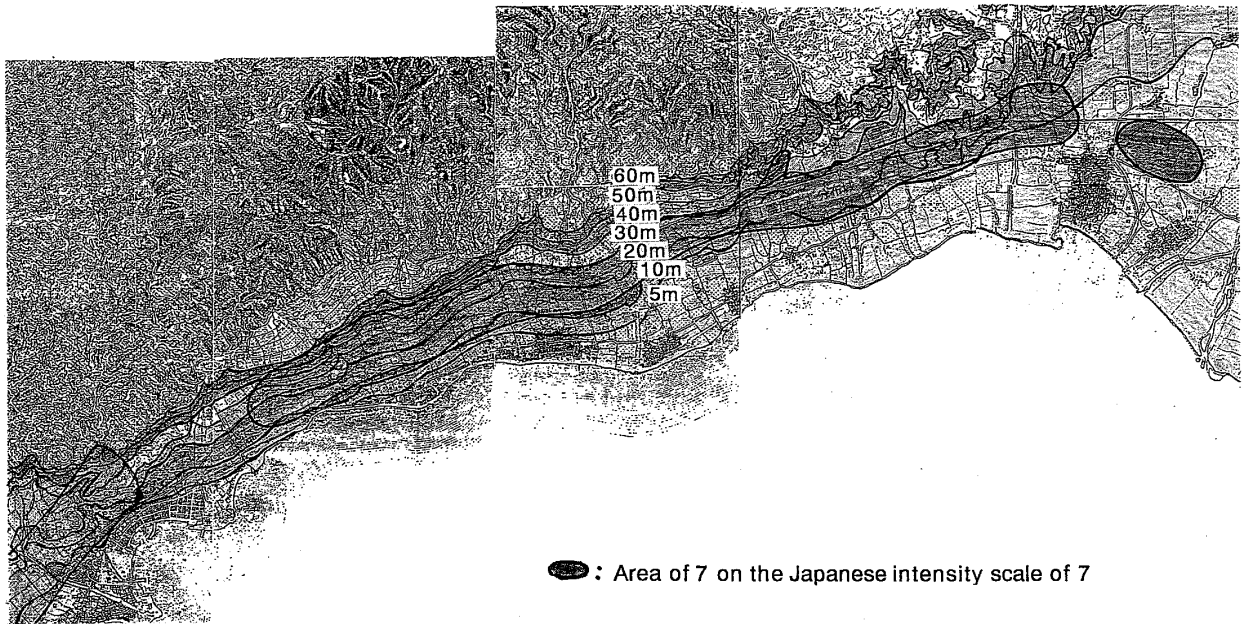 60m
50m
40m
30m
20m
10m
5m
: Area of 7 on the Japanese intensity scale of 7